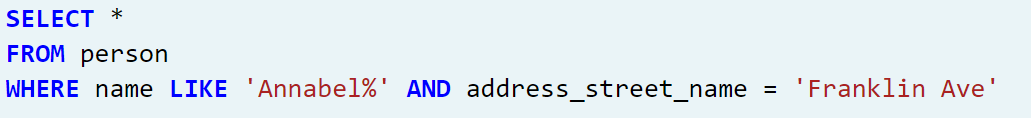 SELECT *
FROM person
WHERE name LIKE 'Annabel%' AND address_street_name = 'Franklin Ave'